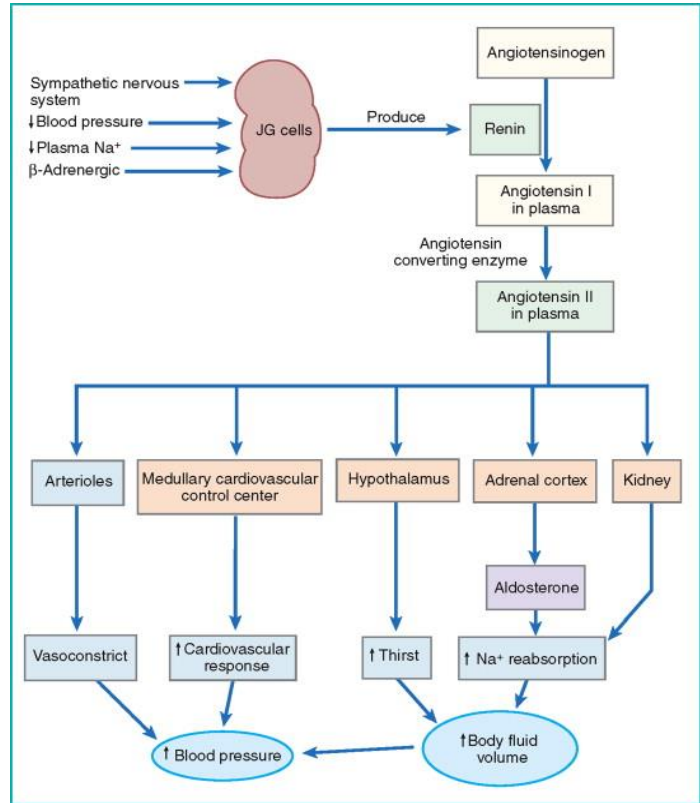 Angiotensinogen
Sympathetic nervous
system
↓Blood pressure
↓Plasma Na⁺
β-Adrenergic
JG cells
Produce
Renin
Angiotensin I
in plasma
Angiotensin
converting enzyme
Angiotensin II
in plasma
Arterioles
Medullary cardiovascular
control center
Hypothalamus
Adrenal cortex
Kidney
Aldosterone
Vasoconstrict
↑Cardiovascular
response
↑Thirst
↑ Na⁺ reabsorption
↑ Blood pressure
↑Body fluid
volume